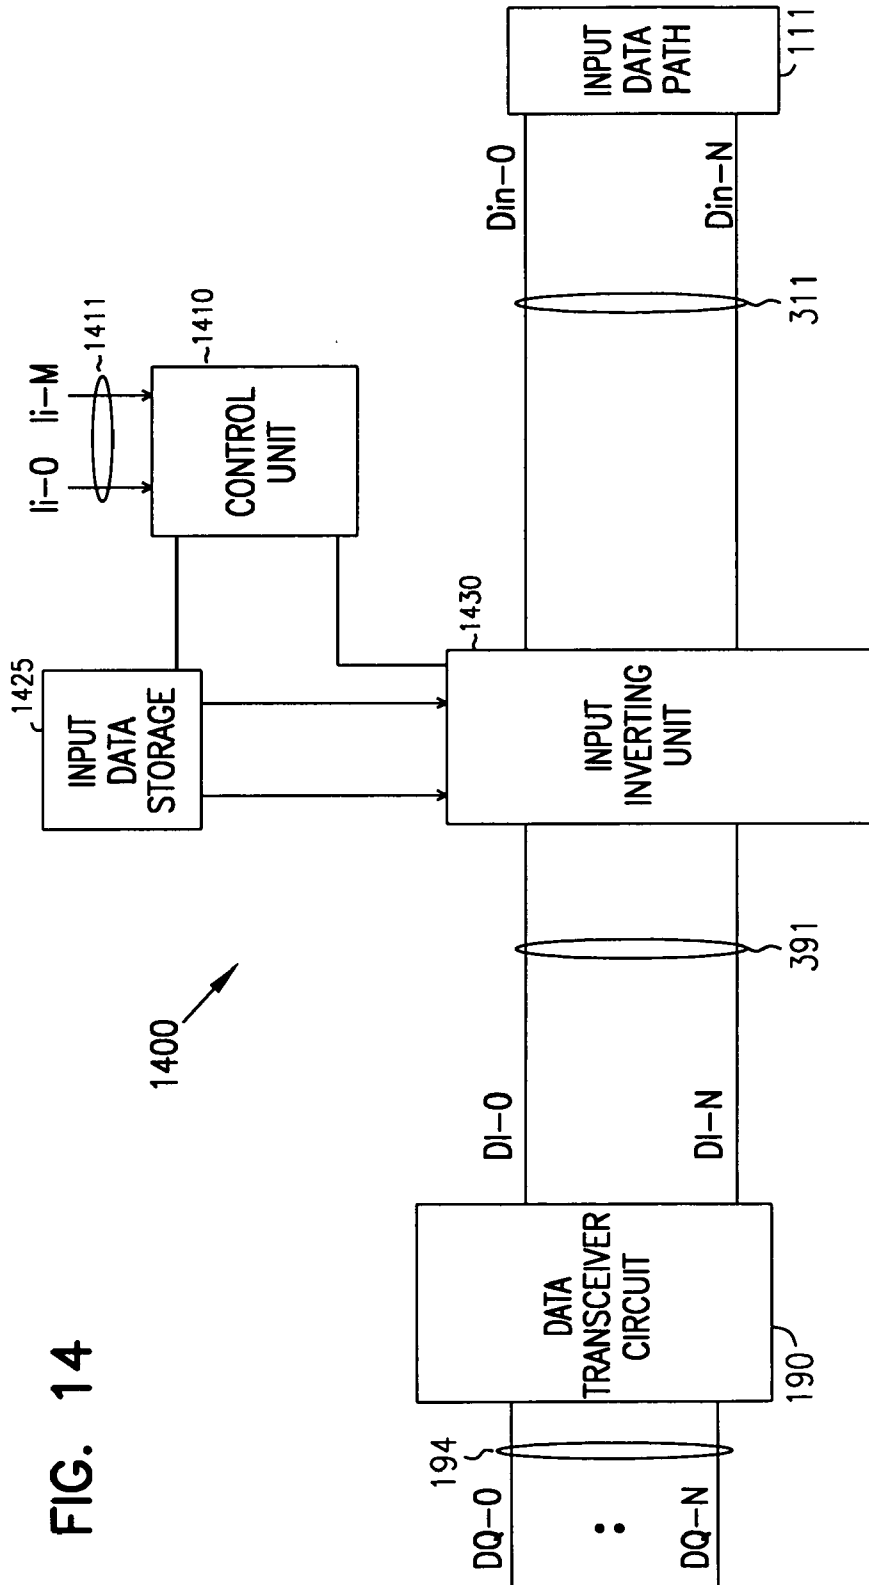 FIG. 14
1400
Ii-0 Ii-M
1411
1410
CONTROL
UNIT
1425
INPUT
DATA
STORAGE
1430
INPUT
INVERTING
UNIT
DQ-0
DQ-N
194
DATA
TRANSCEIVER
CIRCUIT
190
DI-0
DI-N
391
Din-0
Din-N
311
INPUT
DATA
PATH
111